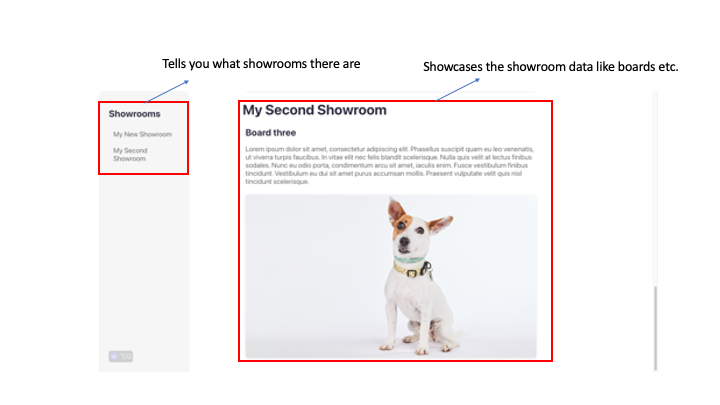 Tells you what showrooms there are
Showcases the showroom data like boards etc.
Showrooms
My New Showroom
My Second
Showroom
My Second Showroom
Board three
Lorem ipsum dolor sit amet, consectetur adipiscing elit. Phasellus suscipit quam eu leo venenatis,
ut viverra turpis faucibus. In vitae elit nec felis blandit scelerisque. Nulla quis velit at lectus finibus
sodales. Nunc eu odio porta, condimentum arcu sit amet, iaculis enim. Fusce vestibulum finibus
tincidunt. Vestibulum eu dui sit amet purus accumsan mollis. Praesent vulputate velit quis nisl
tincidunt scelerisque.